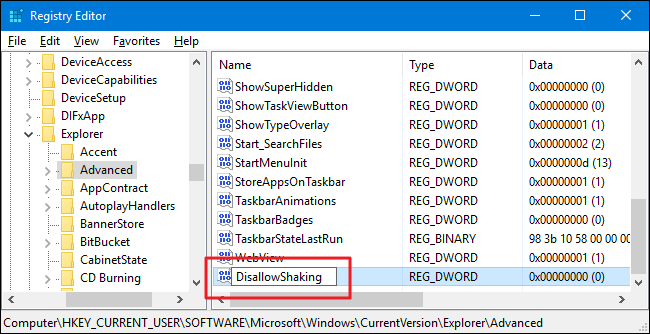 Registry Editor
File Edit View Favorites Help
DeviceAccess
DeviceCapabilities
DeviceSetup
DIFxApp
Explorer
Accent
Advanced
AppContract
AutoplayHandlers
BannerStore
BitBucket
CabinetState
CD Burning
Name Type Data
ShowSuperHidden REG_DWORD 0x00000000 (0)
ShowTaskViewButton REG_DWORD 0x00000000 (0)
ShowTypeOverlay REG_DWORD 0x00000001 (1)
Start_SearchFiles REG_DWORD 0x00000002 (2)
StartMenuInit REG_DWORD 0x0000000d (13)
StoreAppsOnTaskbar REG_DWORD 0x00000001 (1)
TaskbarAnimations REG_DWORD 0x00000001 (1)
TaskbarBadges REG_DWORD 0x00000000 (0)
TaskbarStateLastRun REG_BINARY 98 3b 10 58 00 00 00
WebView REG_DWORD 0x00000001 (1)
DisallowShaking REG_DWORD 0x00000000 (0)
Computer\HKEY_CURRENT_USER\SOFTWARE\Microsoft\Windows\CurrentVersion\Explorer\Advanced